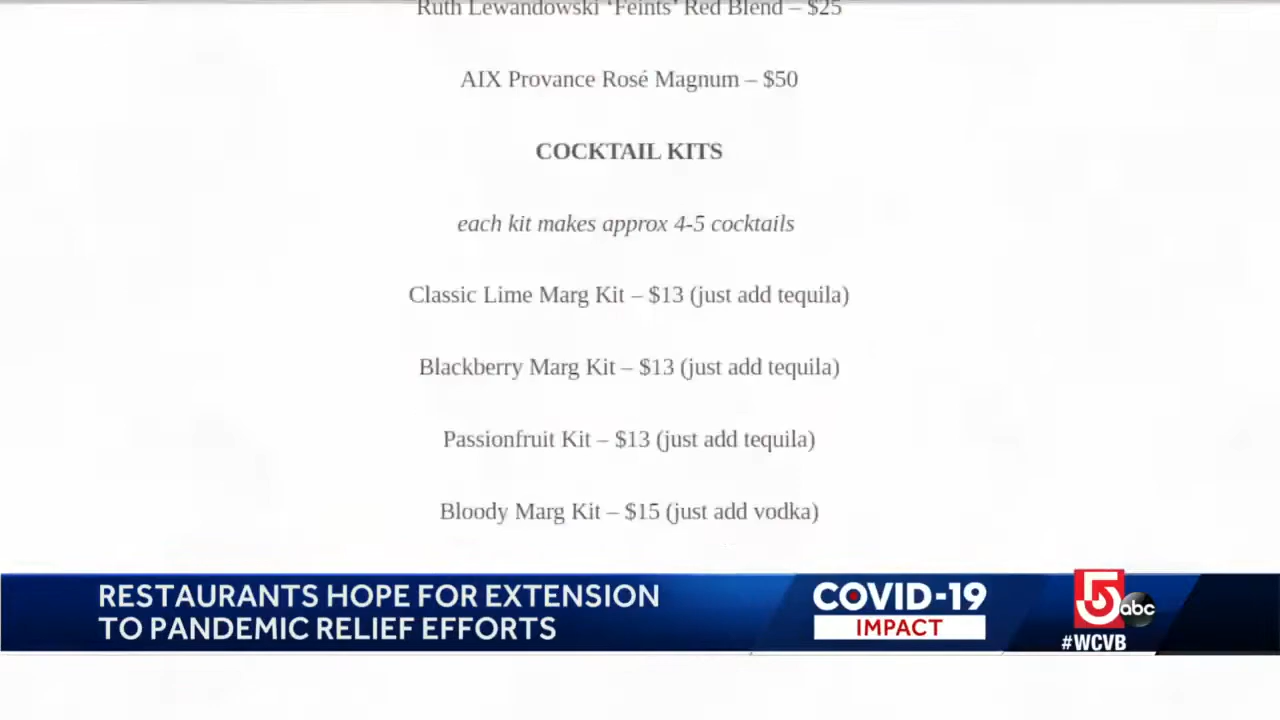 Ruth Lewandowski ‘Feints’ Red Blend – $25
AIX Provance Rosé Magnum – $50
COCKTAIL KITS
each kit makes approx 4-5 cocktails
Classic Lime Marg Kit – $13 (just add tequila)
Blackberry Marg Kit – $13 (just add tequila)
Passionfruit Kit – $13 (just add tequila)
Bloody Marg Kit – $15 (just add vodka)
RESTAURANTS HOPE FOR EXTENSION
TO PANDEMIC RELIEF EFFORTS
COVID-19
IMPACT
5 abc
#WCVB